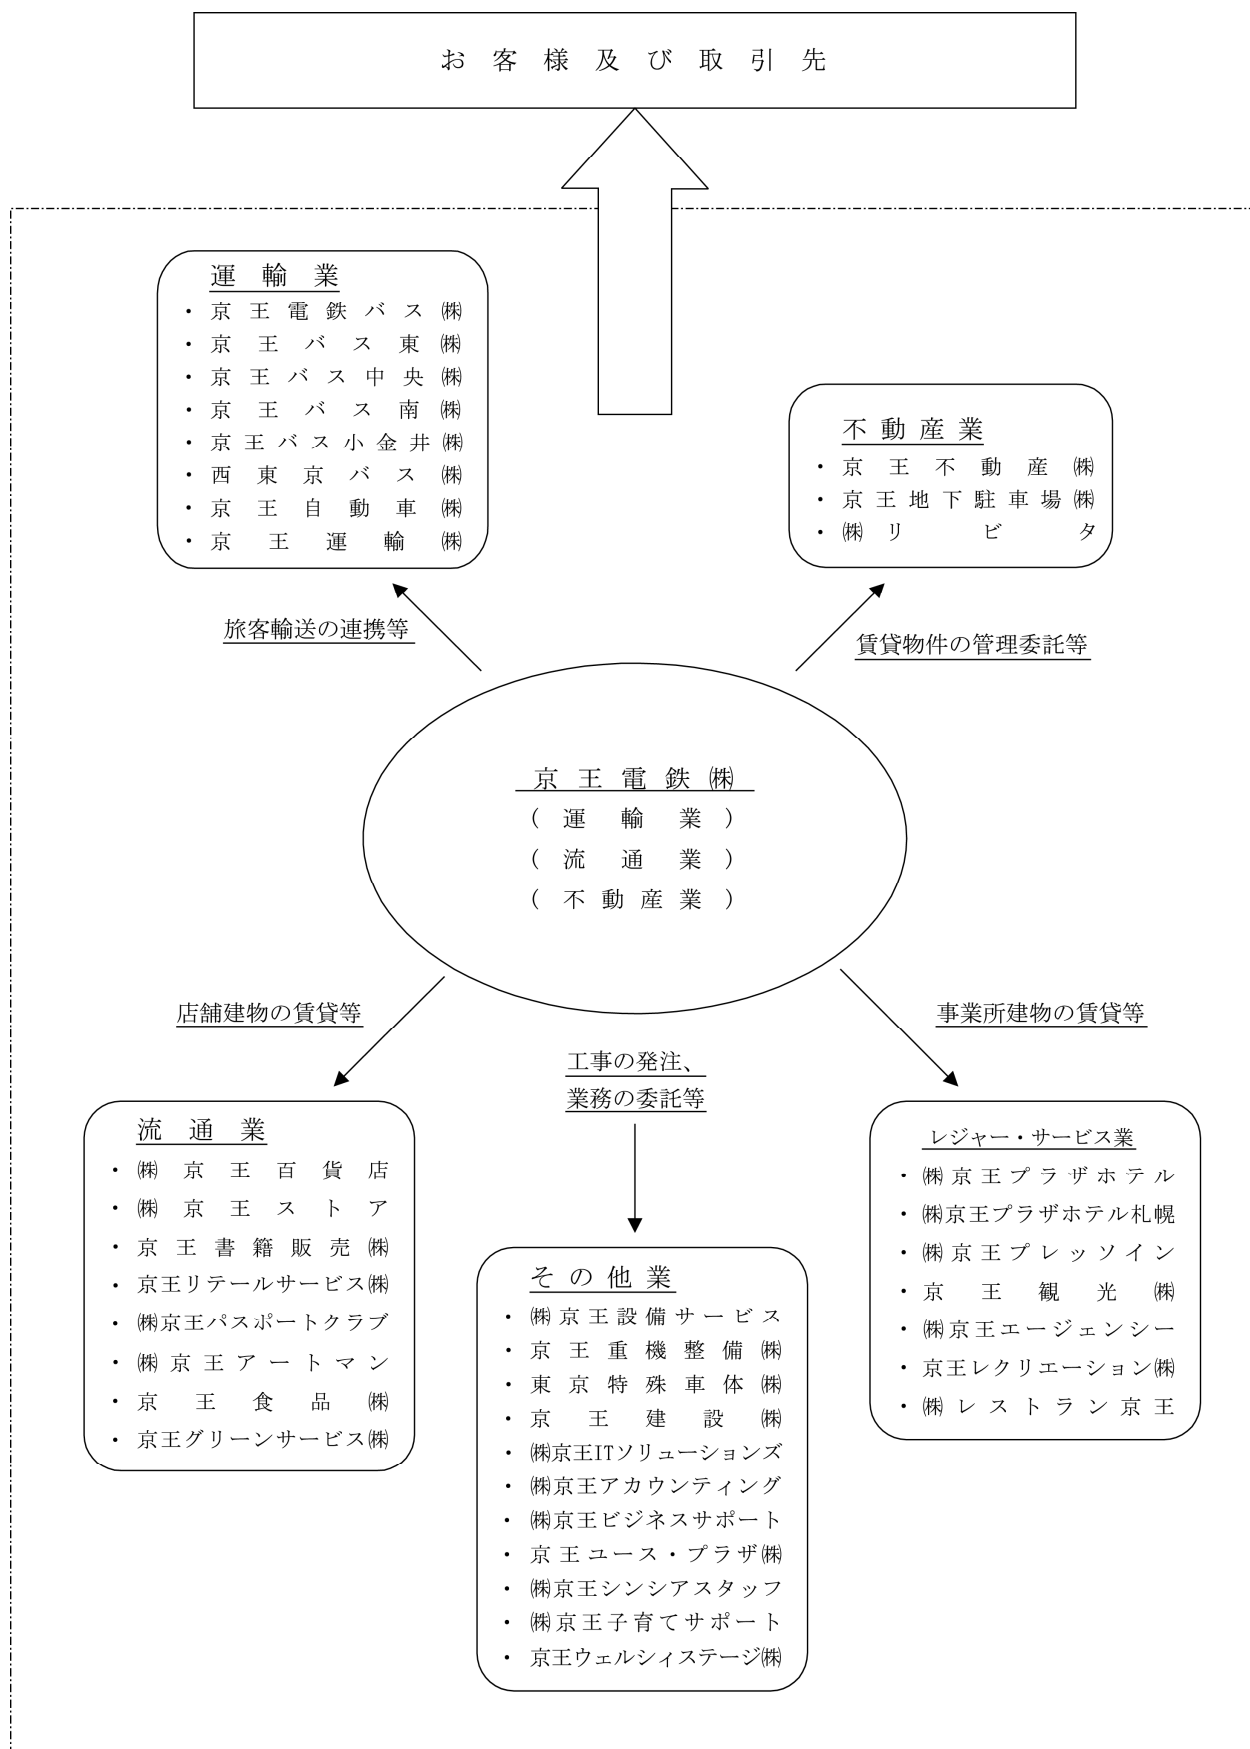 お客様及び取引先
運輸業
・京王電鉄バス㈱
・京王バス東㈱
・京王バス中央㈱
・京王バス南㈱
・京王バス小金井㈱
・西東京バス㈱
・京王自動車㈱
・京王運輸㈱
不動産業
・京王不動産㈱
・京王地下駐車場㈱
・㈱リビタ
旅客輸送の連携等
賃貸物件の管理委託等
京王電鉄㈱
(運輸業)
(流通業)
(不動産業)
店舗建物の賃貸等
事業所建物の賃貸等
工事の発注、
業務の委託等
流通業
・㈱京王百貨店
・㈱京王ストア
・京王書籍販売㈱
・京王リテールサービス㈱
・㈱京王パスポートクラブ
・㈱京王アートマン
・京王食品㈱
・京王グリーンサービス㈱
その他業
・㈱京王設備サービス
・京王重機整備㈱
・東京特殊車体㈱
・京王建設㈱
・㈱京王ITソリューションズ
・㈱京王アカウンティング
・㈱京王ビジネスサポート
・京王ユース・プラザ㈱
・㈱京王シンシアスタッフ
・㈱京王子育てサポート
・京王ウェルシィステージ㈱
レジャー・サービス業
・㈱京王プラザホテル
・㈱京王プラザホテル札幌
・㈱京王プレッソイン
・京王観光㈱
・㈱京王エージェンシー
・京王レクリエーション㈱
・㈱レストラン京王